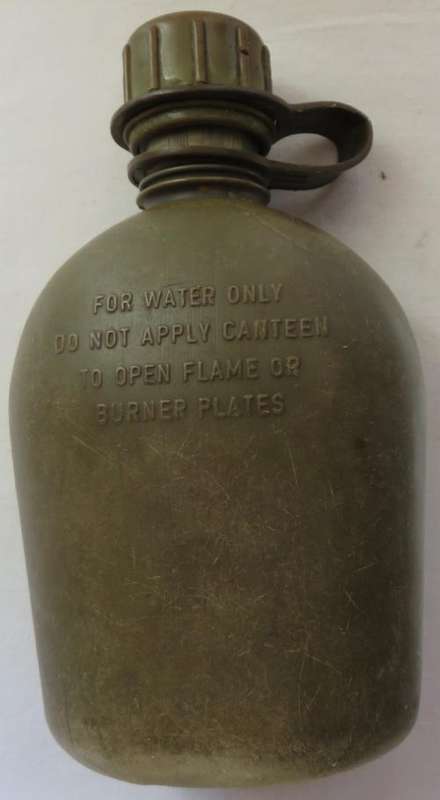 FOR WATER ONLY
DO NOT APPLY CANTEEN
TO OPEN FLAME OR
BURNER PLATES